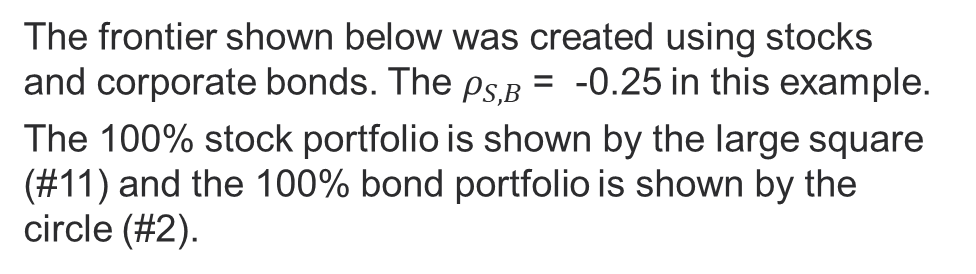 The frontier shown below was created using stocks
and corporate bonds. The ρS,B = -0.25 in this example.
The 100% stock portfolio is shown by the large square
(#11) and the 100% bond portfolio is shown by the
circle (#2).